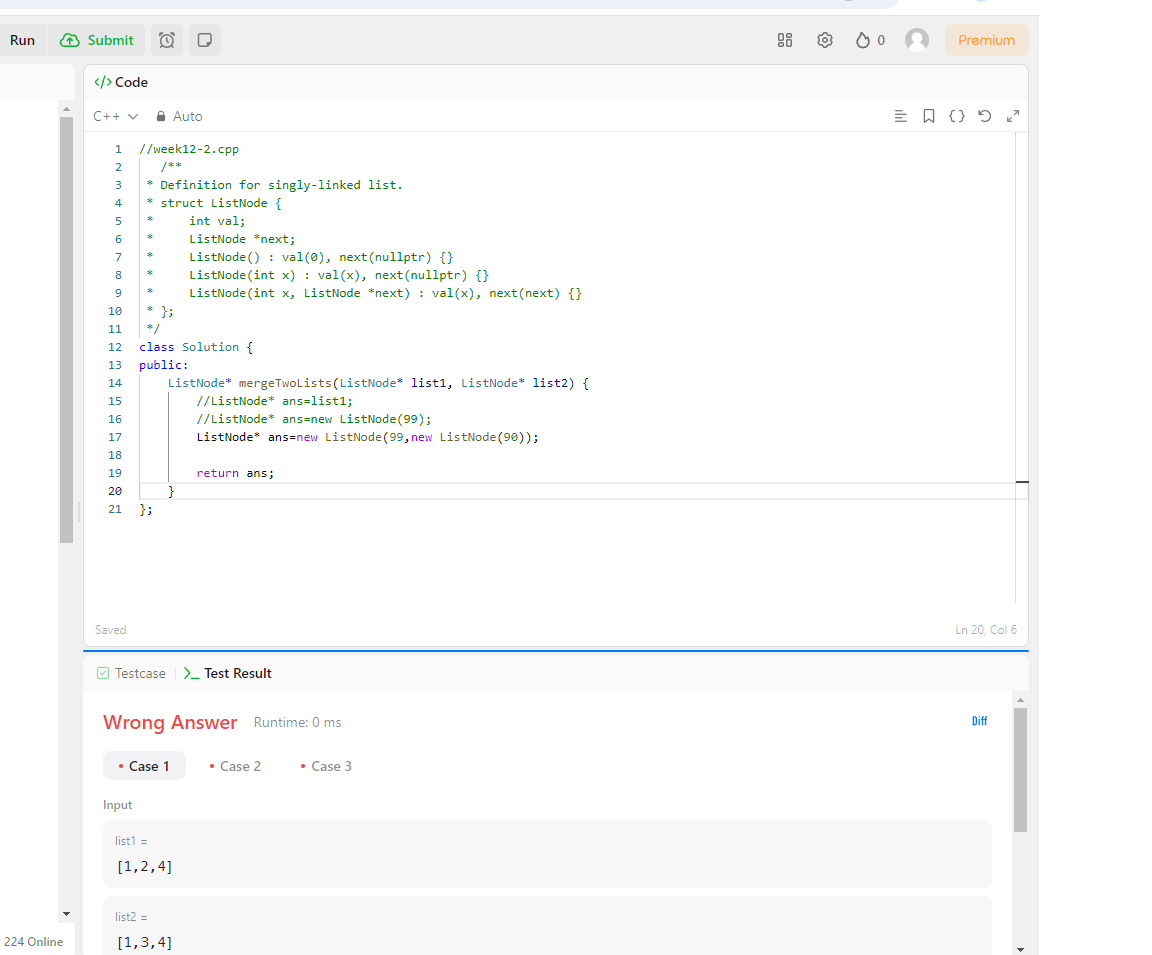 Run Submit 0 Premium
</> Code
C++ Auto
1 //week12-2.cpp
2 /**
3 * Definition for singly-linked list.
4 * struct ListNode {
5 *     int val;
6 *     ListNode *next;
7 *     ListNode() : val(0), next(nullptr) {}
8 *     ListNode(int x) : val(x), next(nullptr) {}
9 *     ListNode(int x, ListNode *next) : val(x), next(next) {}
10 * };
11 */
12 class Solution {
13 public:
14     ListNode* mergeTwoLists(ListNode* list1, ListNode* list2) {
15         //ListNode* ans=list1;
16         //ListNode* ans=new ListNode(99);
17         ListNode* ans=new ListNode(99,new ListNode(90));
18
19         return ans;
20     }
21 };
Saved Ln 20, Col 6
Testcase Test Result
Wrong Answer Runtime: 0 ms Diff
Case 1 Case 2 Case 3
Input
list1 =
[1,2,4]
list2 =
[1,3,4]
224 Online